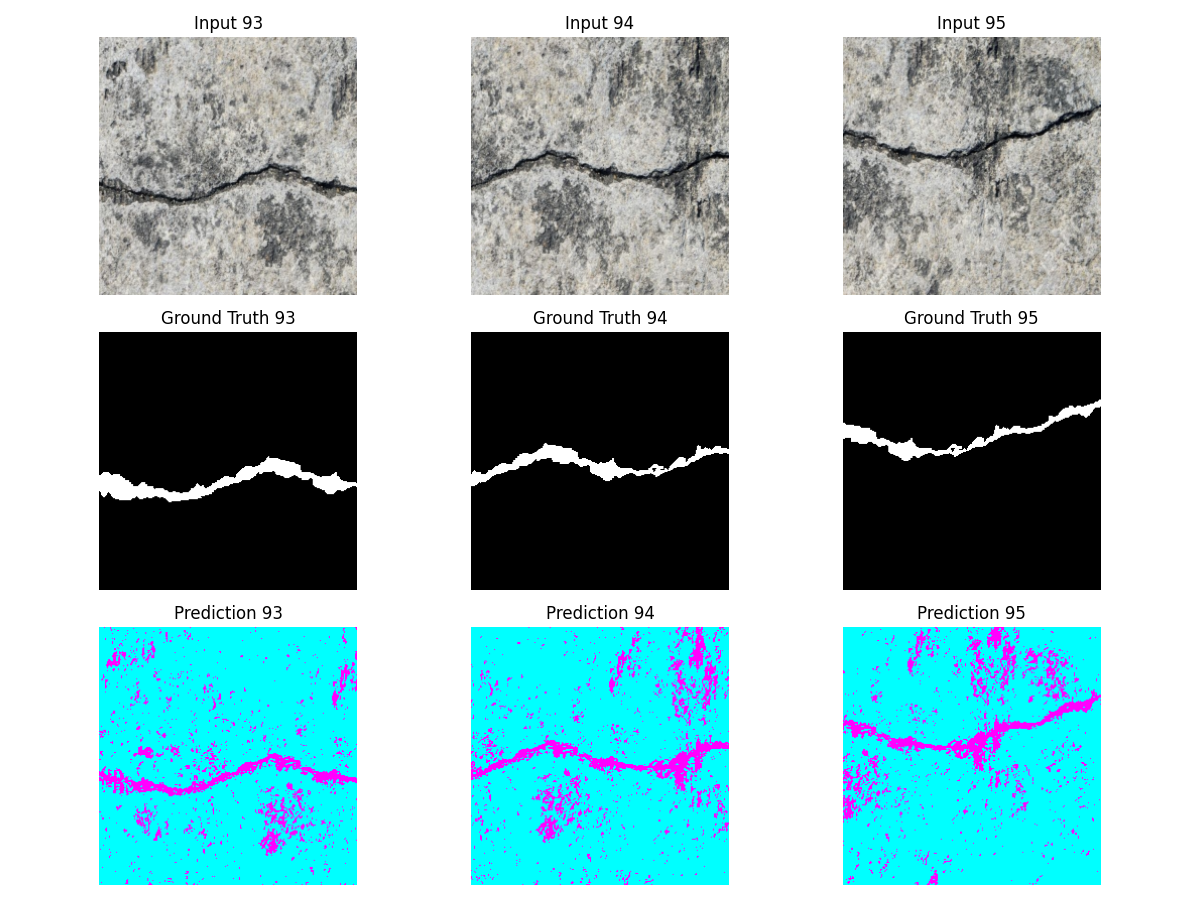 Input 93
Input 94
Input 95
Ground Truth 93
Ground Truth 94
Ground Truth 95
Prediction 93
Prediction 94
Prediction 95